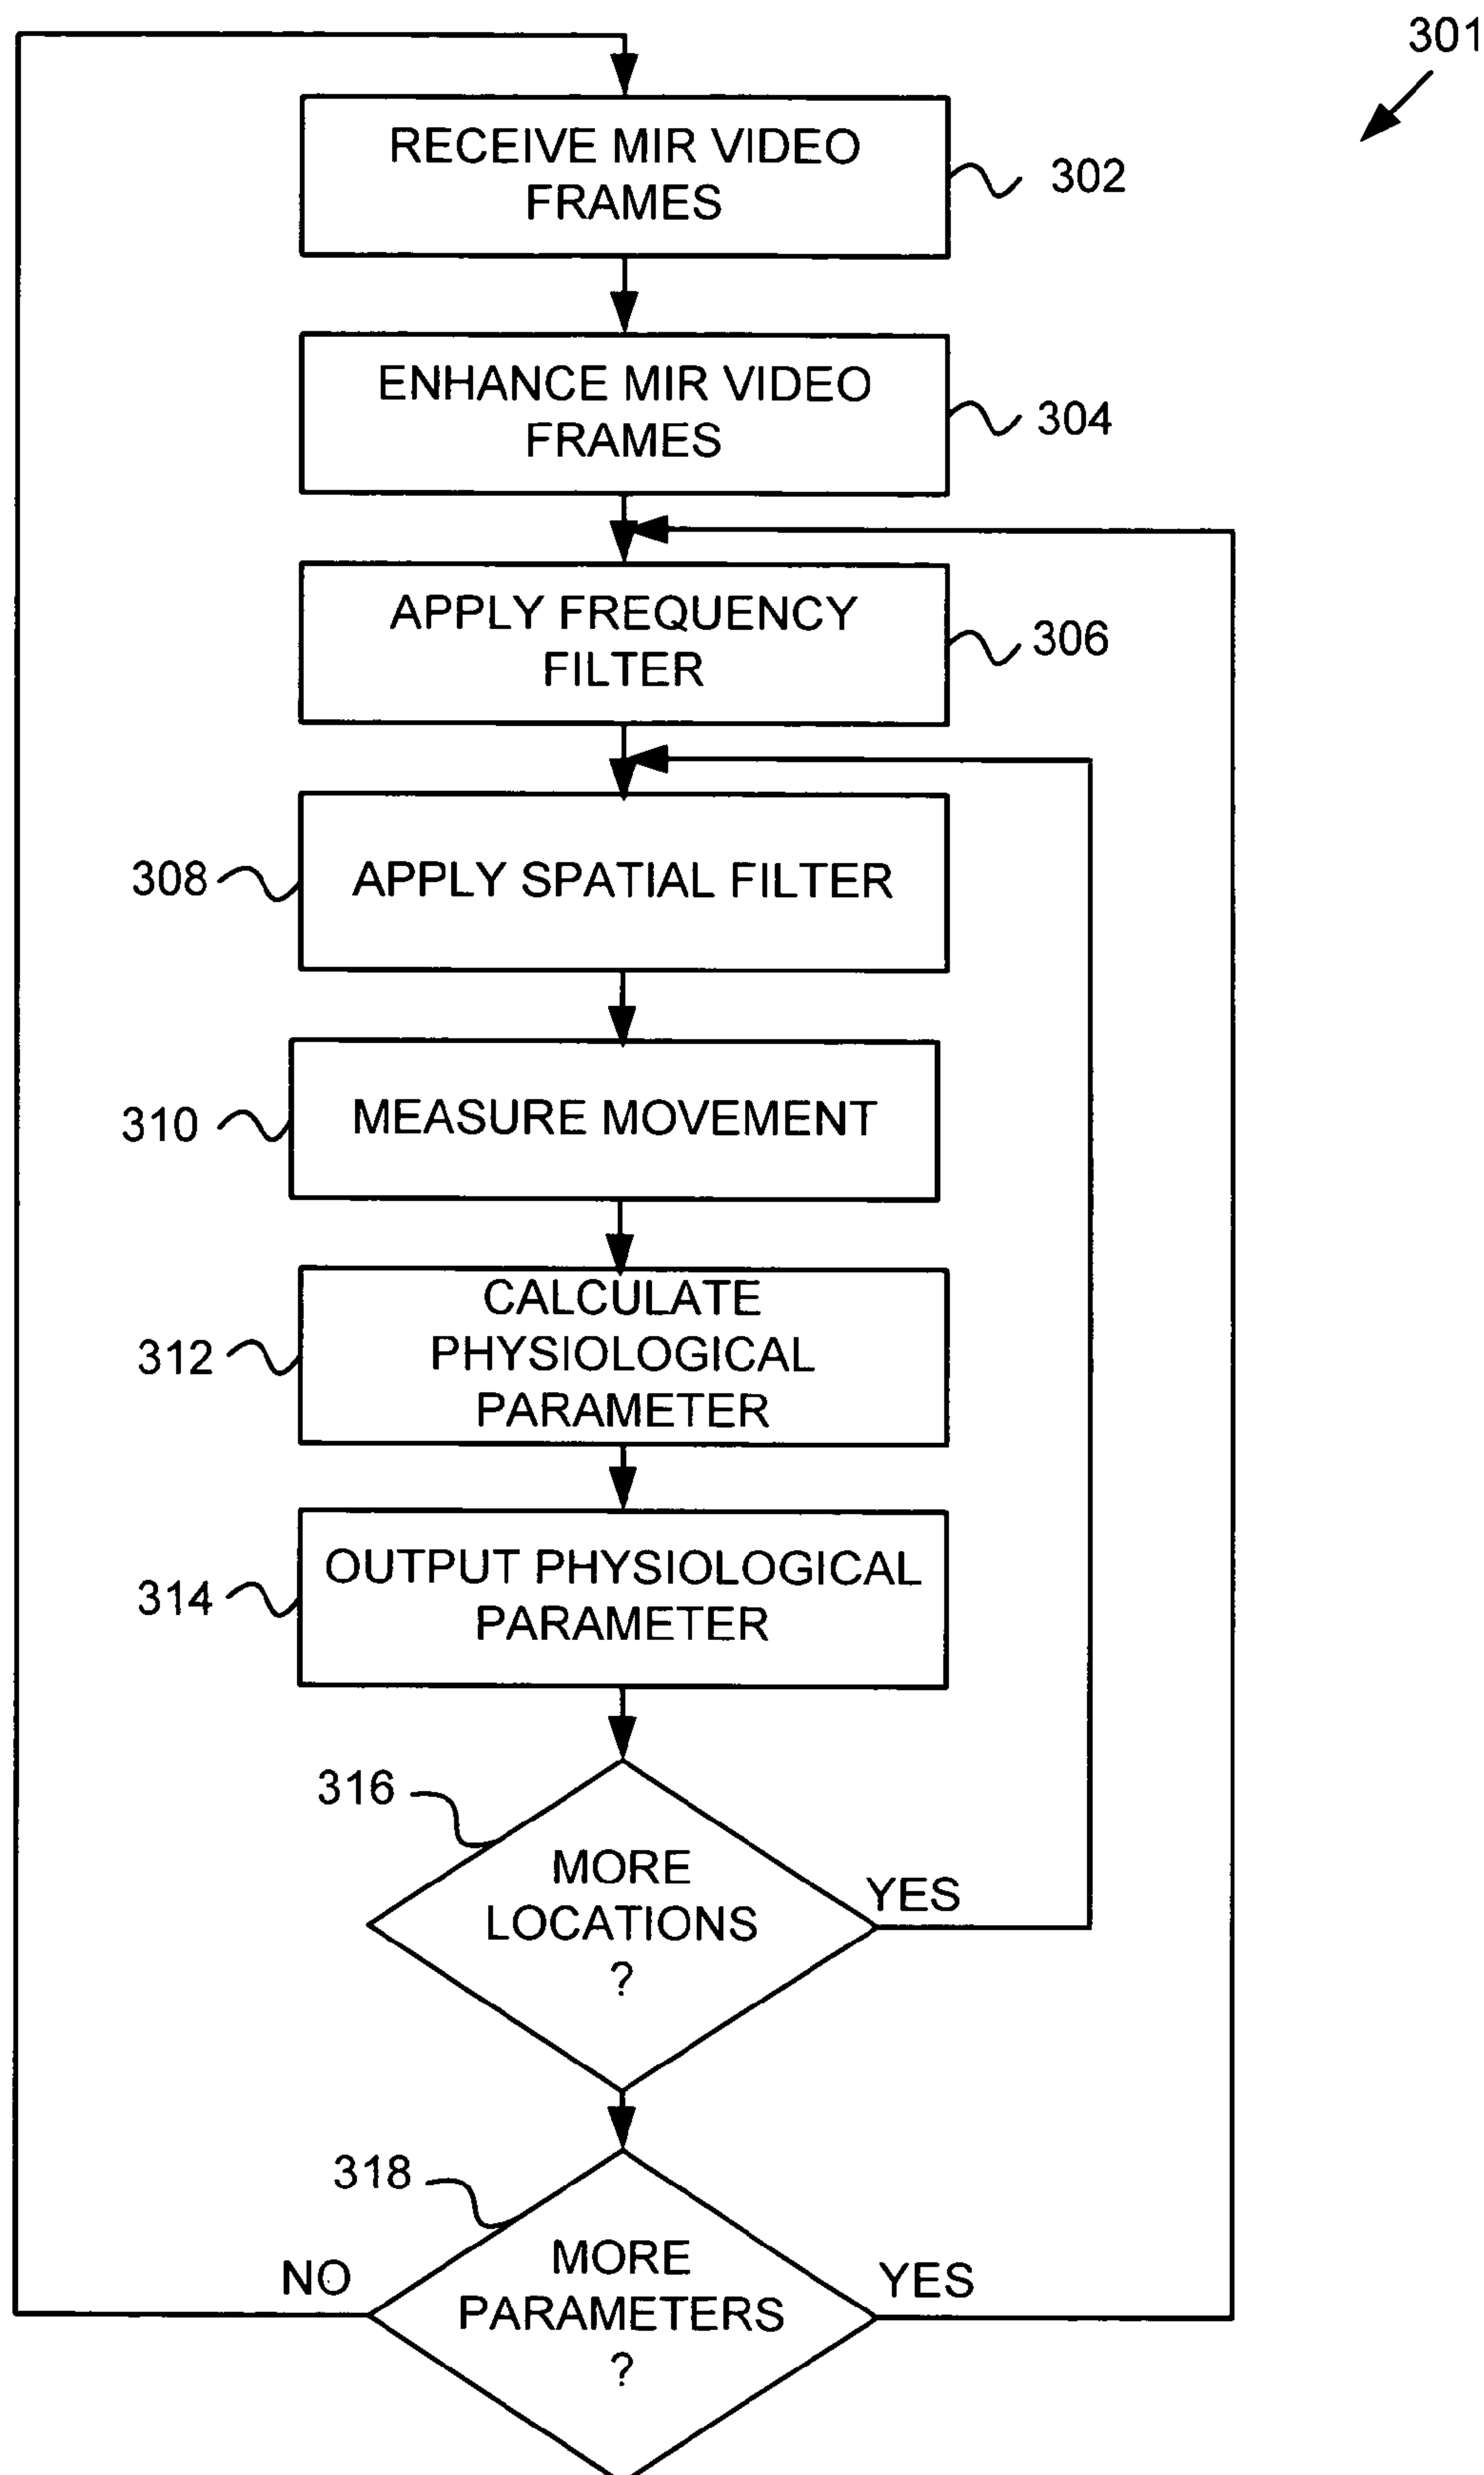 301
RECEIVE MIR VIDEO
FRAMES
302
ENHANCE MIR VIDEO
FRAMES
304
APPLY FREQUENCY
FILTER
306
308
APPLY SPATIAL FILTER
310
MEASURE MOVEMENT
312
CALCULATE
PHYSIOLOGICAL
PARAMETER
314
OUTPUT PHYSIOLOGICAL
PARAMETER
316
MORE
LOCATIONS
?
YES
318
NO
MORE
PARAMETERS
?
YES